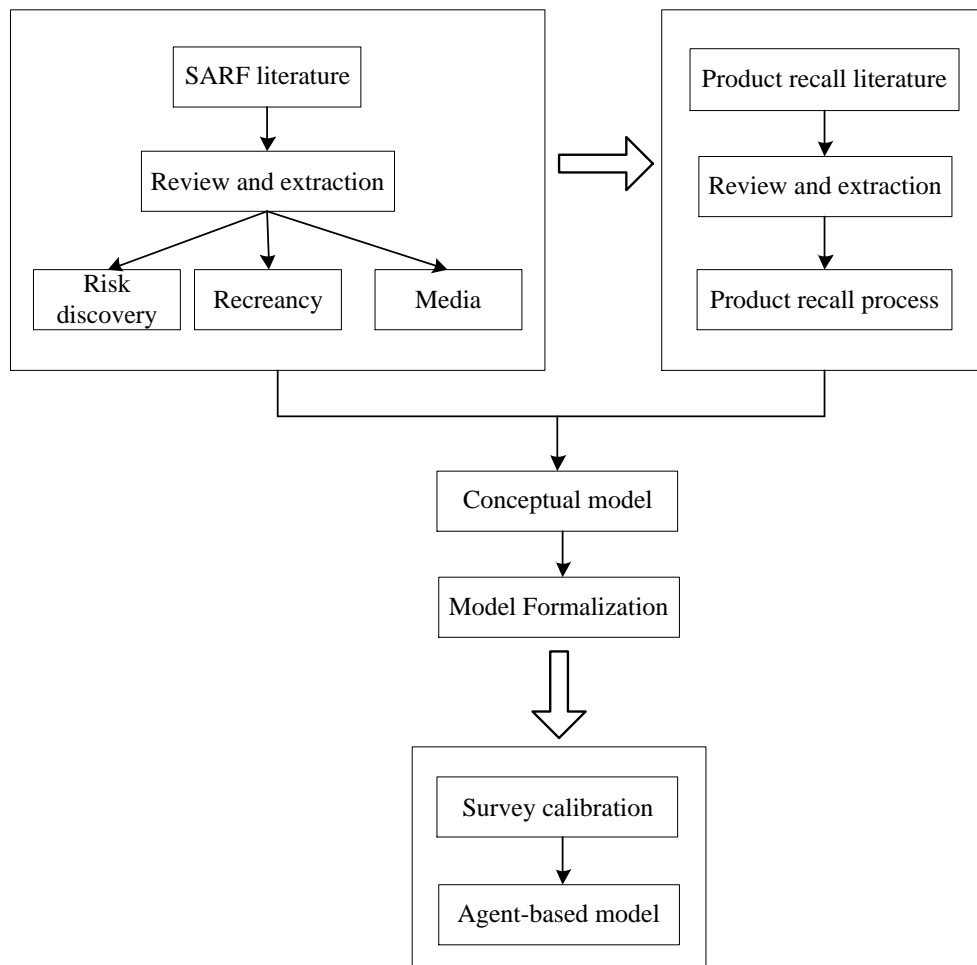 SARF literature
Review and extraction
Risk
discovery
Recreancy
Media
Product recall literature
Review and extraction
Product recall process
Conceptual model
Model Formalization
Survey calibration
Agent-based model